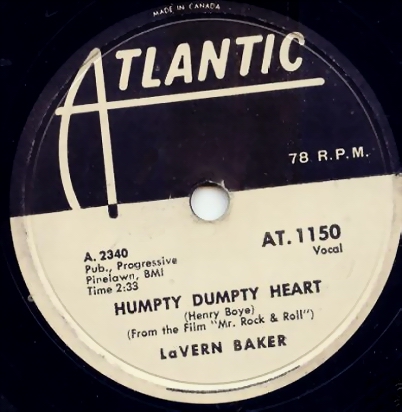 MADE IN CANADA
ATLANTIC
78 R.P.M.
A. 2340
Pub., Progressive
Pinelawn, BMI
Time 2:33
AT. 1150
Vocal
HUMPTY DUMPTY HEART
(Henry Boye)
(From the Film "Mr. Rock & Roll")
LaVERN BAKER